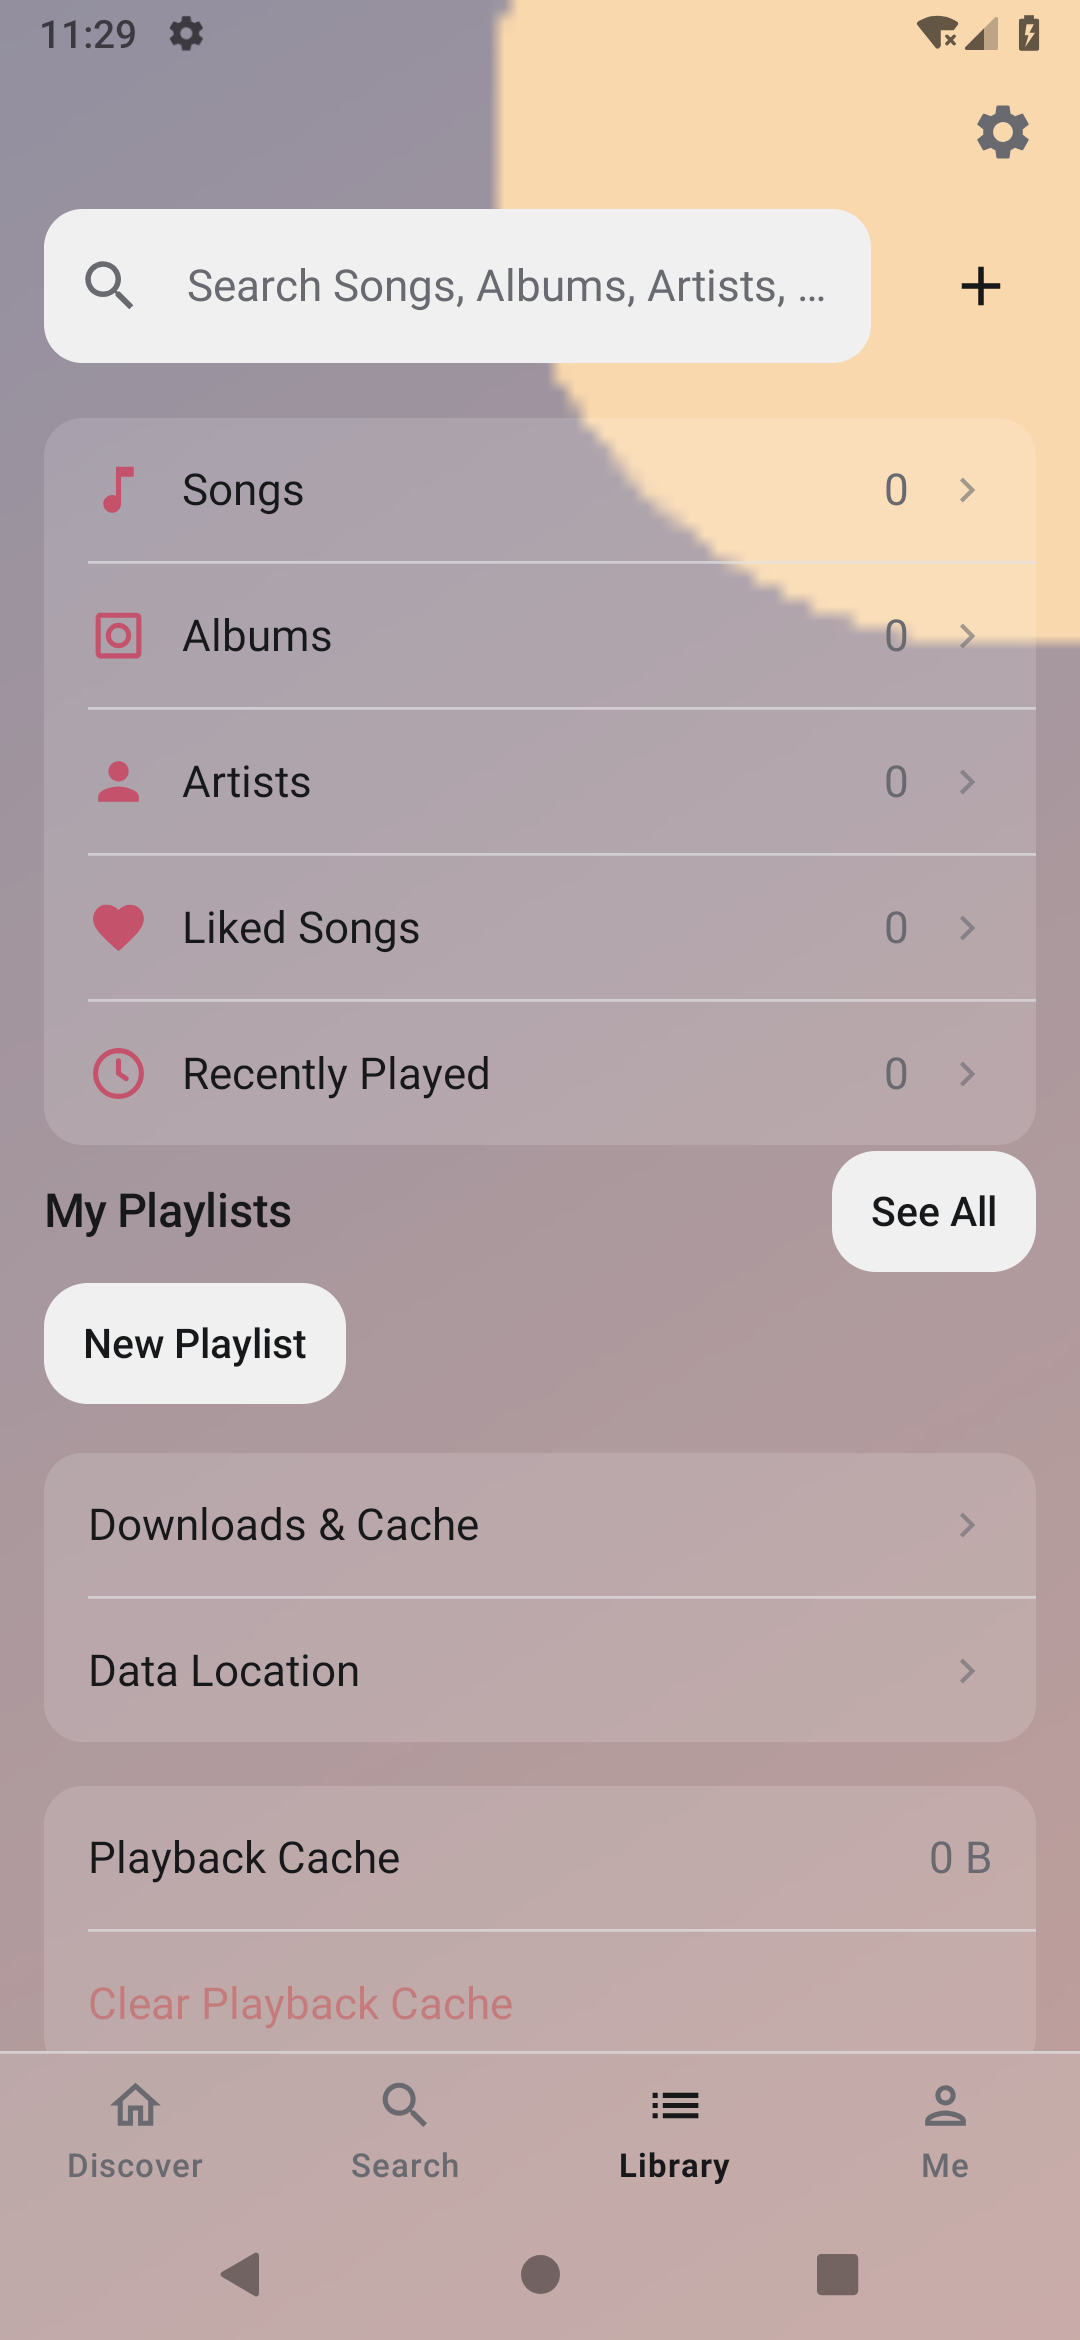 11:29
Search Songs, Albums, Artists, ...
Songs 0
Albums 0
Artists 0
Liked Songs 0
Recently Played 0
My Playlists See All
New Playlist
Downloads & Cache
Data Location
Playback Cache 0 B
Clear Playback Cache
Discover Search Library Me